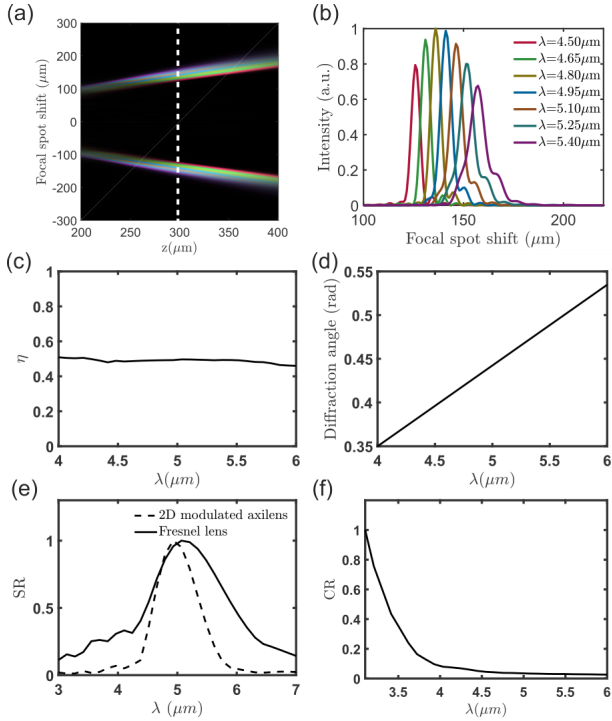 (a)
300
200
100
0
-100
-200
-300
Focal spot shift (μm)
200
250
300
350
400
z(μm)
(b)
1
0.8
0.6
0.4
0.2
0
Intensity (a.u.)
λ=4.50μm
λ=4.65μm
λ=4.80μm
λ=4.95μm
λ=5.10μm
λ=5.25μm
λ=5.40μm
100
150
200
Focal spot shift (μm)
(c)
1
0.8
0.6
0.4
0.2
0
η
4
4.5
5
5.5
6
λ(μm)
(d)
0.55
0.5
0.45
0.4
0.35
Diffraction angle (rad)
4
4.5
5
5.5
6
λ(μm)
(e)
1
0.5
0
SR
2D modulated axilens
Fresnel lens
3
4
5
6
7
λ (μm)
(f)
1
0.8
0.6
0.4
0.2
0
CR
3.5
4
4.5
5
5.5
6
λ(μm)